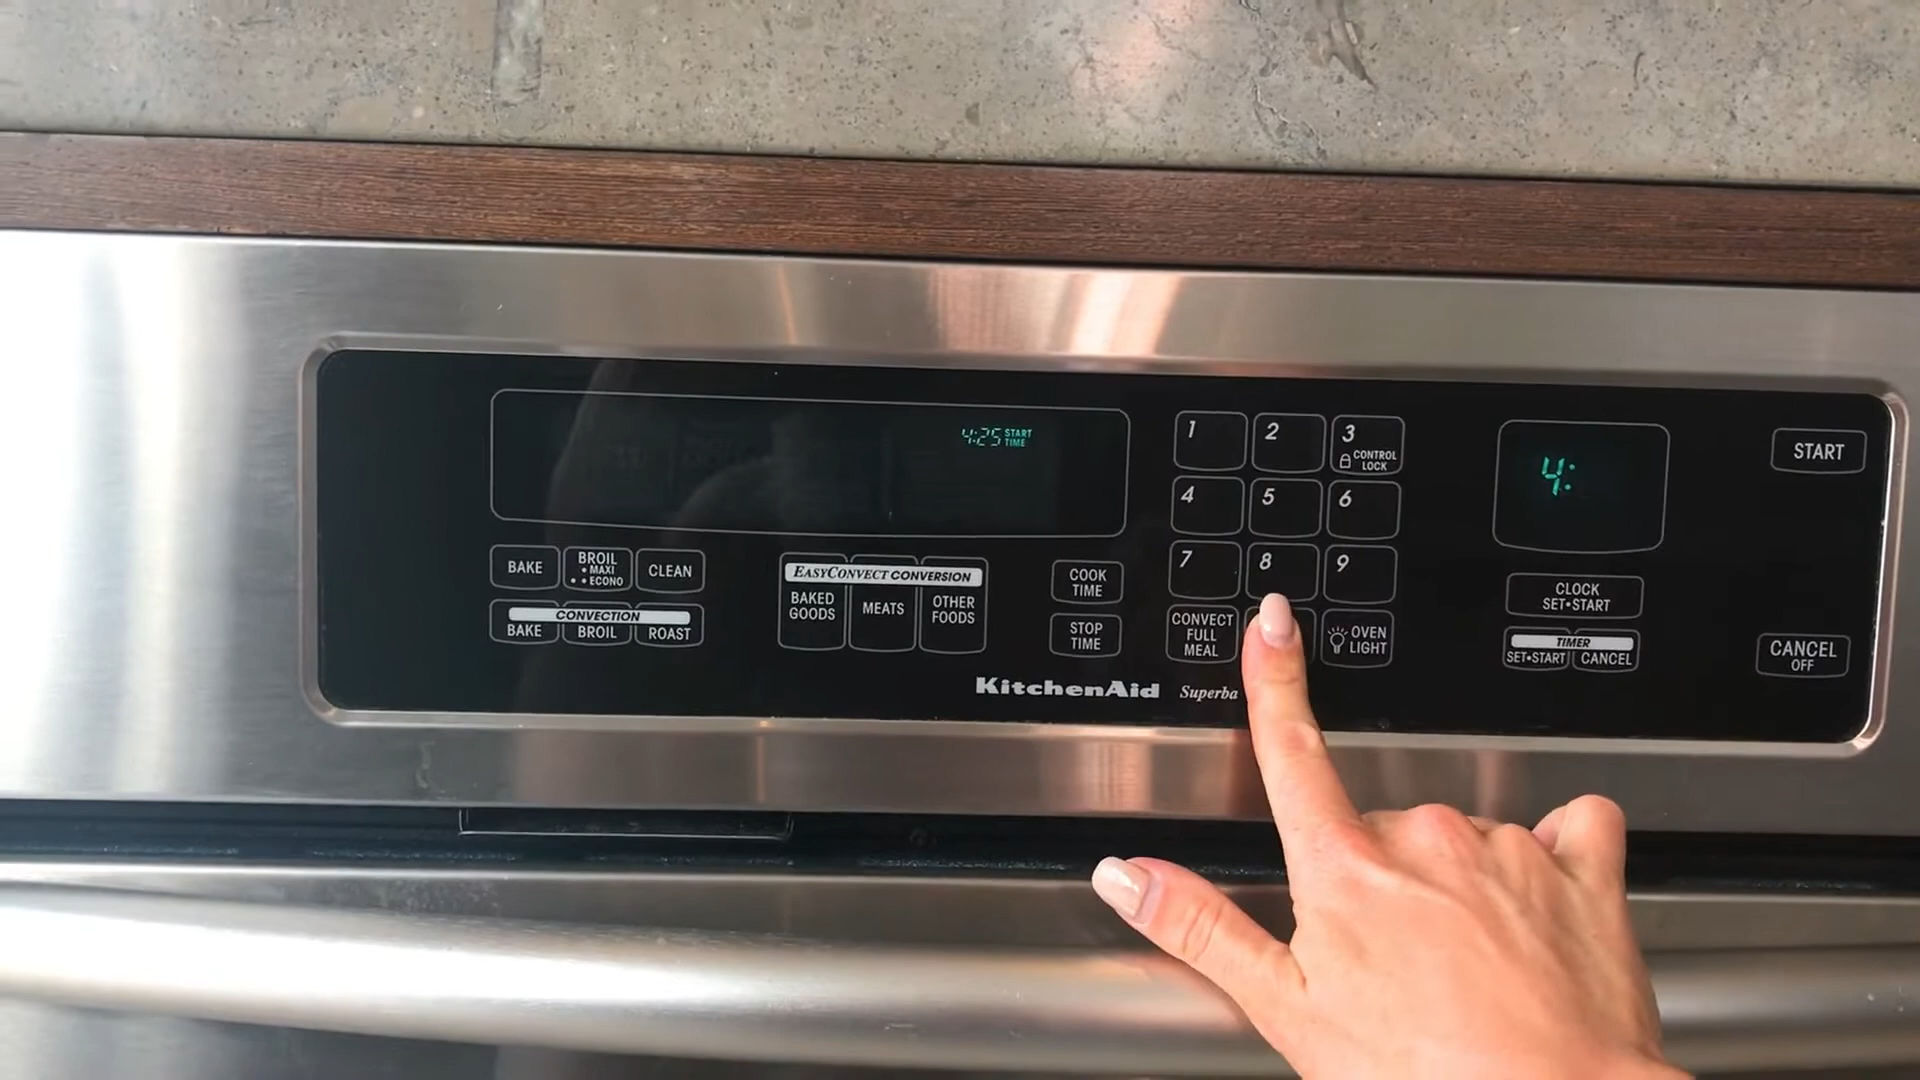 4:25 START
TIME
1
2
3
CONTROL
LOCK
4
5
6
7
8
9
CONVECT
FULL
MEAL
OVEN
LIGHT
4:
START
BAKE
BROIL
• MAXI
• • ECONO
CLEAN
CONVECTION
BAKE
BROIL
ROAST
EASYCONVECT CONVERSION
BAKED
GOODS
MEATS
OTHER
FOODS
COOK
TIME
STOP
TIME
CLOCK
SET•START
TIMER
SET•START
CANCEL
CANCEL
OFF
KitchenAid Superba